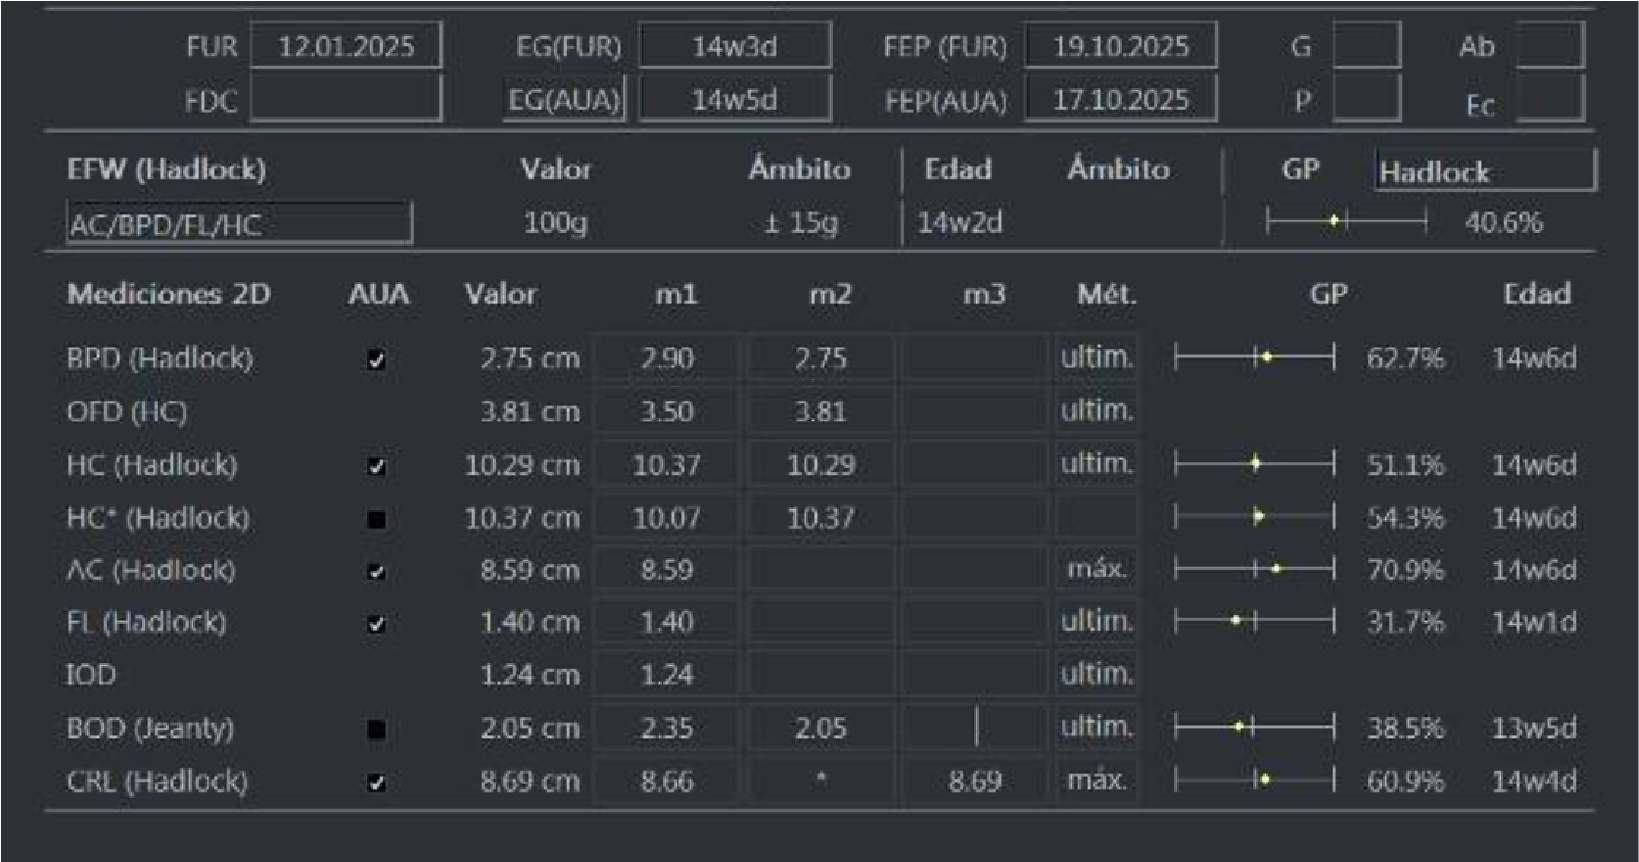 FUR 12.01.2025 EG(FUR) 14w3d FEP (FUR) 19.10.2025 G Ab
FDC EG(AUA) 14w5d FEP(AUA) 17.10.2025 P Ec
EFW (Hadlock) Valor Ámbito Edad Ámbito GP Hadlock
AC/BPD/FL/HC 100g ± 15g 14w2d 40.6%
Mediciones 2D AUA Valor m1 m2 m3 Mét. GP Edad
BPD (Hadlock) 2.75 cm 2.90 2.75 ultim. 62.7% 14w6d
OFD (HC) 3.81 cm 3.50 3.81 ultim.
HC (Hadlock) 10.29 cm 10.37 10.29 ultim. 51.1% 14w6d
HC* (Hadlock) 10.37 cm 10.07 10.37 54.3% 14w6d
AC (Hadlock) 8.59 cm 8.59 máx. 70.9% 14w6d
FL (Hadlock) 1.40 cm 1.40 ultim. 31.7% 14w1d
IOD 1.24 cm 1.24 ultim.
BOD (Jeanty) 2.05 cm 2.35 2.05 ultim. 38.5% 13w5d
CRL (Hadlock) 8.69 cm 8.66 * 8.69 máx. 60.9% 14w4d